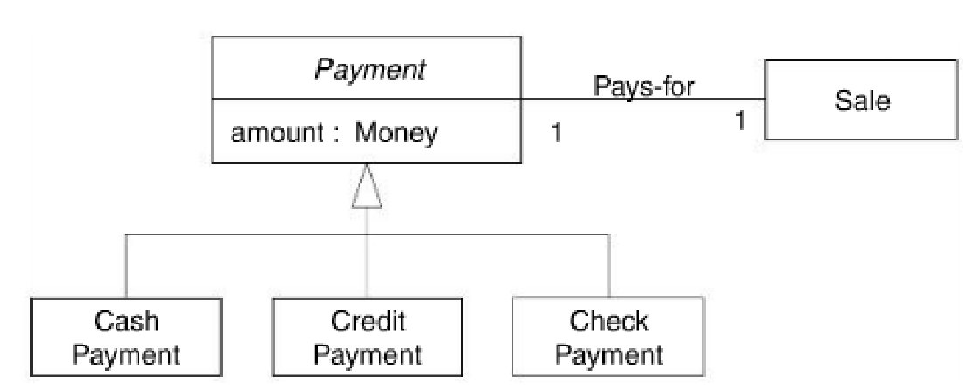 Payment
amount : Money
Pays-for
1
1
Sale
Cash
Payment
Credit
Payment
Check
Payment